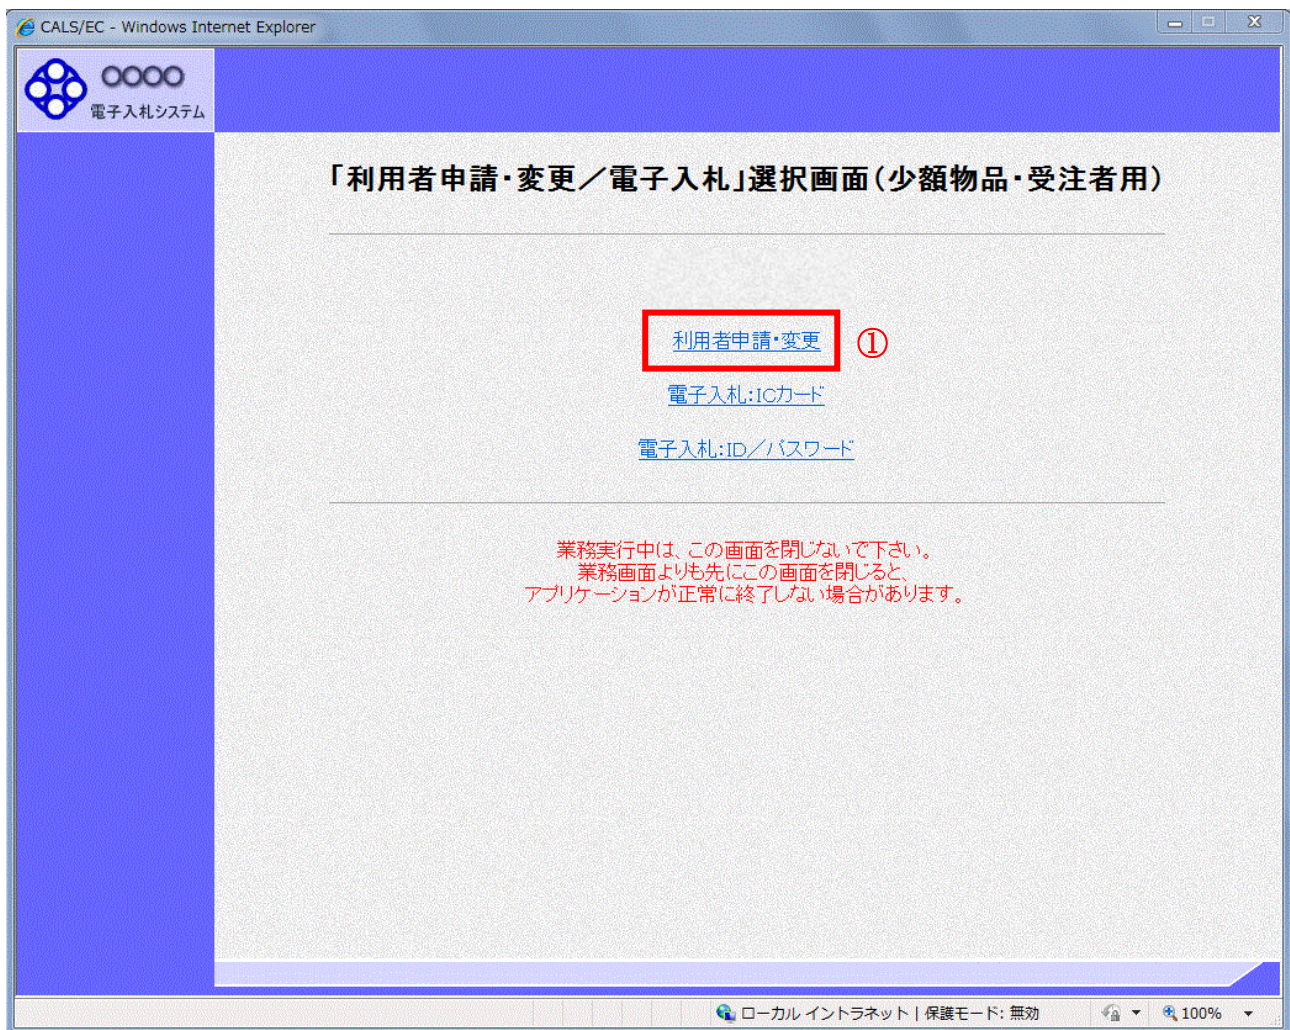 CALS/EC - Windows Internet Explorer
○○○○
電子入札システム
「利用者申請・変更／電子入札」選択画面（少額物品・受注者用）
利用者申請・変更 ①
電子入札：ICカード
電子入札：ID／パスワード
業務実行中は、この画面を閉じないで下さい。
業務画面よりも先にこの画面を閉じると、
アプリケーションが正常に終了しない場合があります。
ローカル イントラネット | 保護モード: 無効
100%